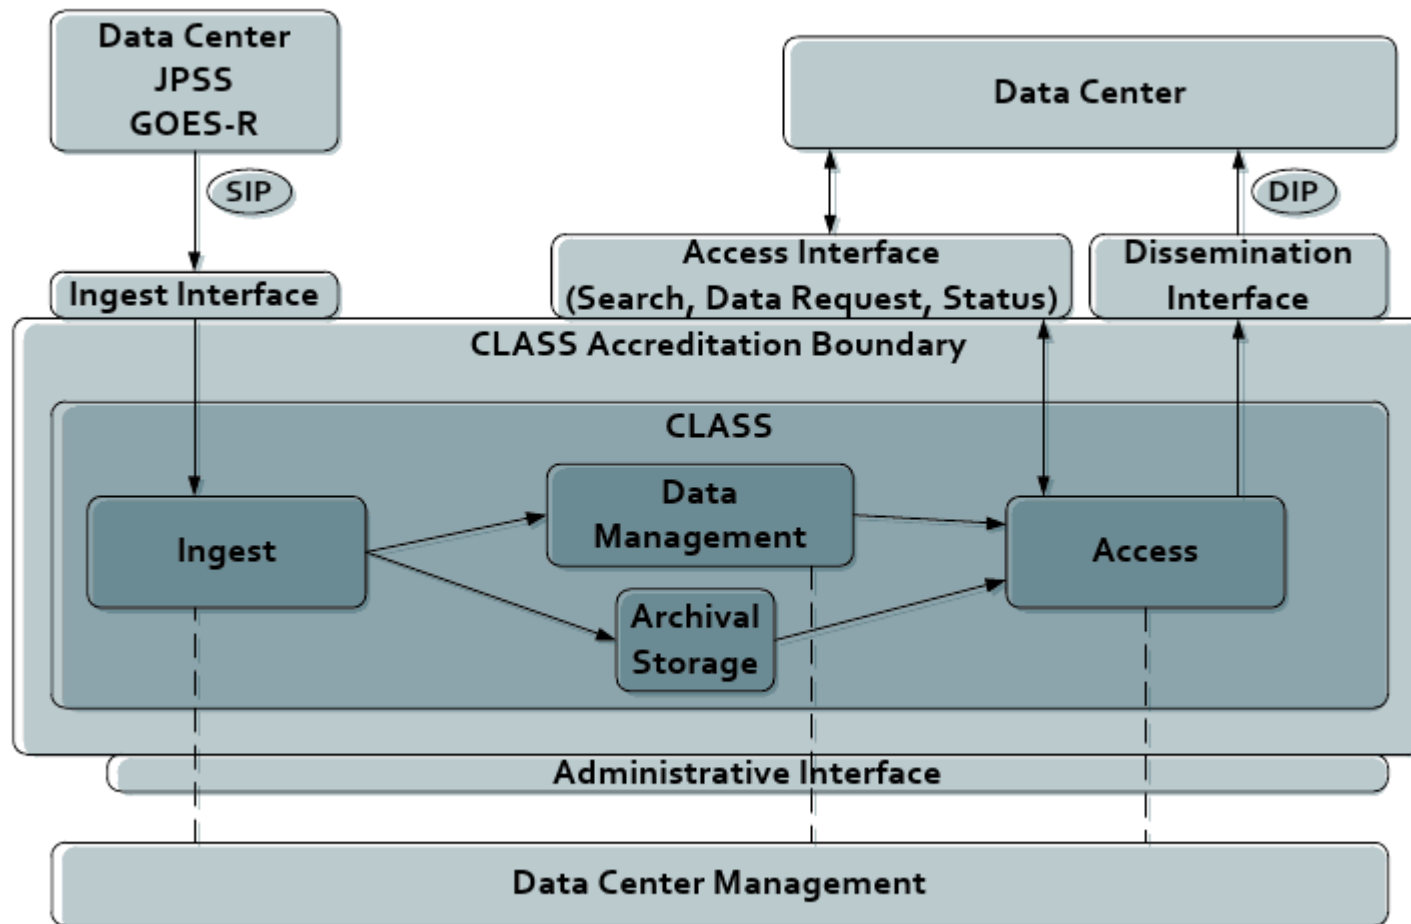 Data Center
JPSS
GOES-R
Data Center
SIP
DIP
Ingest Interface
Access Interface
(Search, Data Request, Status)
Dissemination
Interface
CLASS Accreditation Boundary
CLASS
Ingest
Data
Management
Archival
Storage
Access
Administrative Interface
Data Center Management